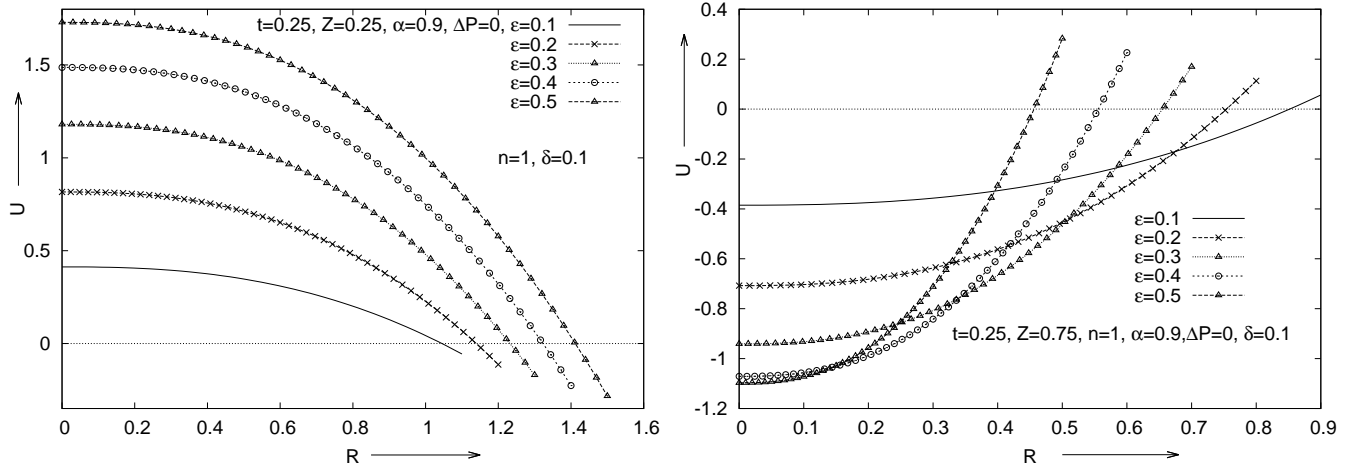 t=0.25, Z=0.25, α=0.9, ΔP=0, ε=0.1
ε=0.2
ε=0.3
ε=0.4
ε=0.5
n=1, δ=0.1
1.5
1
0.5
0
U
0 0.2 0.4 0.6 0.8 1 1.2 1.4 1.6
R
0.4
0.2
0
-0.2
-0.4
-0.6
-0.8
-1
-1.2
U
ε=0.1
ε=0.2
ε=0.3
ε=0.4
ε=0.5
t=0.25, Z=0.75, n=1, α=0.9,ΔP=0, δ=0.1
0 0.1 0.2 0.3 0.4 0.5 0.6 0.7 0.8 0.9
R